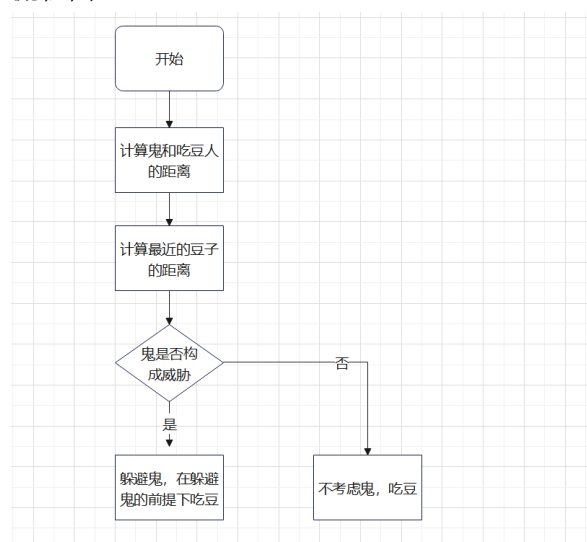 开始
计算鬼和吃豆人
的距离
计算最近的豆子
的距离
鬼是否构
成威胁
否
是
躲避鬼，在躲避
鬼的前提下吃豆
不考虑鬼，吃豆